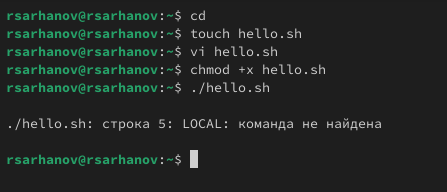 rsarhanov@rsarhanov:~$ cd
rsarhanov@rsarhanov:~$ touch hello.sh
rsarhanov@rsarhanov:~$ vi hello.sh
rsarhanov@rsarhanov:~$ chmod +x hello.sh
rsarhanov@rsarhanov:~$ ./hello.sh
./hello.sh: строка 5: LOCAL: команда не найдена
rsarhanov@rsarhanov:~$